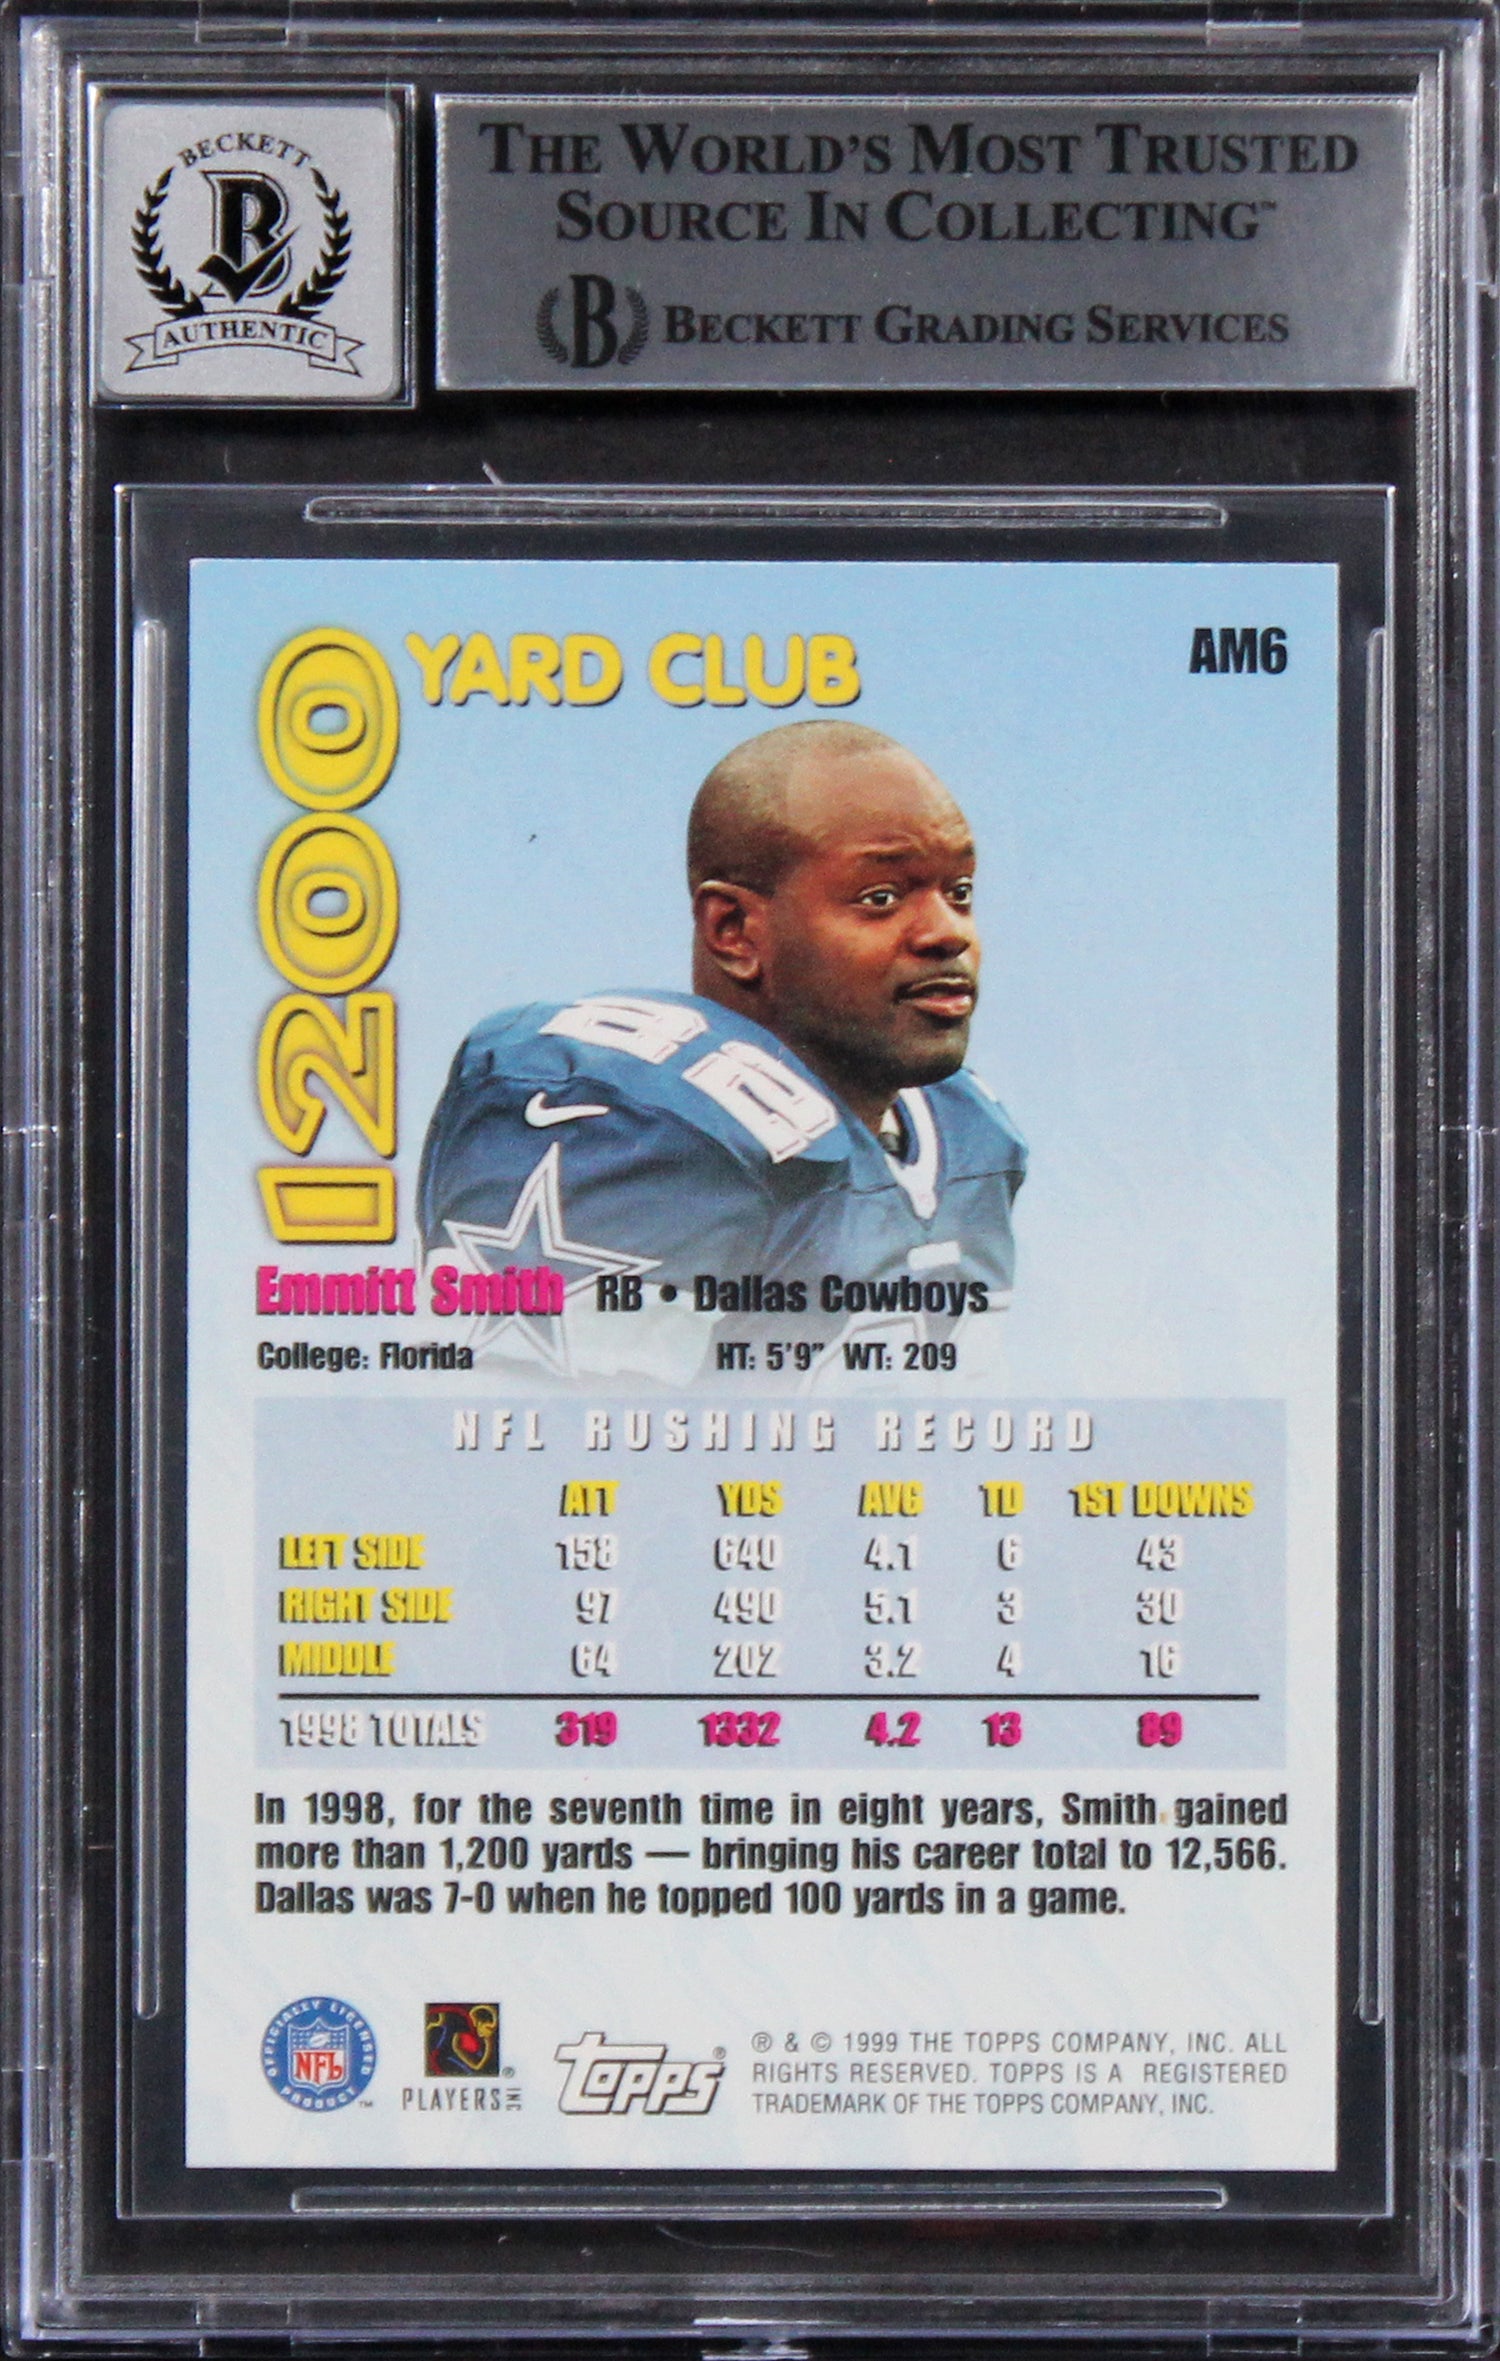 BECKETT
B
AUTHENTIC
THE WORLD'S MOST TRUSTED
SOURCE IN COLLECTING™
B BECKETT GRADING SERVICES
1200 YARD CLUB
AM6
22
Emmitt Smith RB • Dallas Cowboys
College: Florida HT: 5'9" WT: 209
NFL RUSHING RECORD
ATT YDS AVG TD 1ST DOWNS
LEFT SIDE 158 640 4.1 6 43
RIGHT SIDE 97 490 5.1 3 30
MIDDLE 64 202 3.2 4 16
1998 TOTALS 319 1332 4.2 13 89
In 1998, for the seventh time in eight years, Smith gained
more than 1,200 yards — bringing his career total to 12,566.
Dallas was 7-0 when he topped 100 yards in a game.
OFFICIALLY LICENSED
NFL
PRODUCT™
PLAYERS INC®
TOPPS®
® & © 1999 THE TOPPS COMPANY, INC. ALL
RIGHTS RESERVED. TOPPS IS A REGISTERED
TRADEMARK OF THE TOPPS COMPANY, INC.